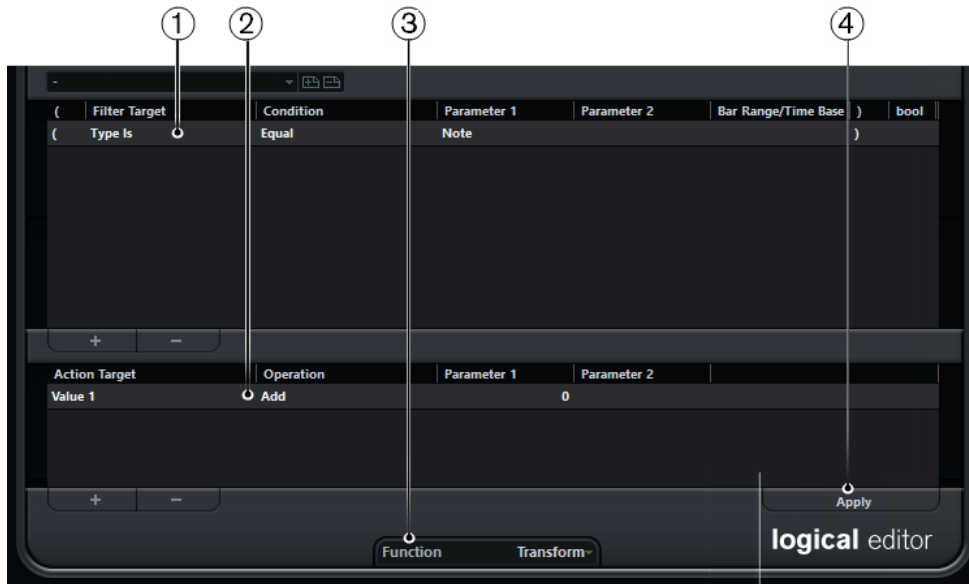 ① ② ③ ④
-
( Filter Target Condition Parameter 1 Parameter 2 Bar Range/Time Base ) bool
( Type Is Equal Note )
+ −
Action Target Operation Parameter 1 Parameter 2
Value 1 Add 0
+ −
Apply
logical editor
Function Transform